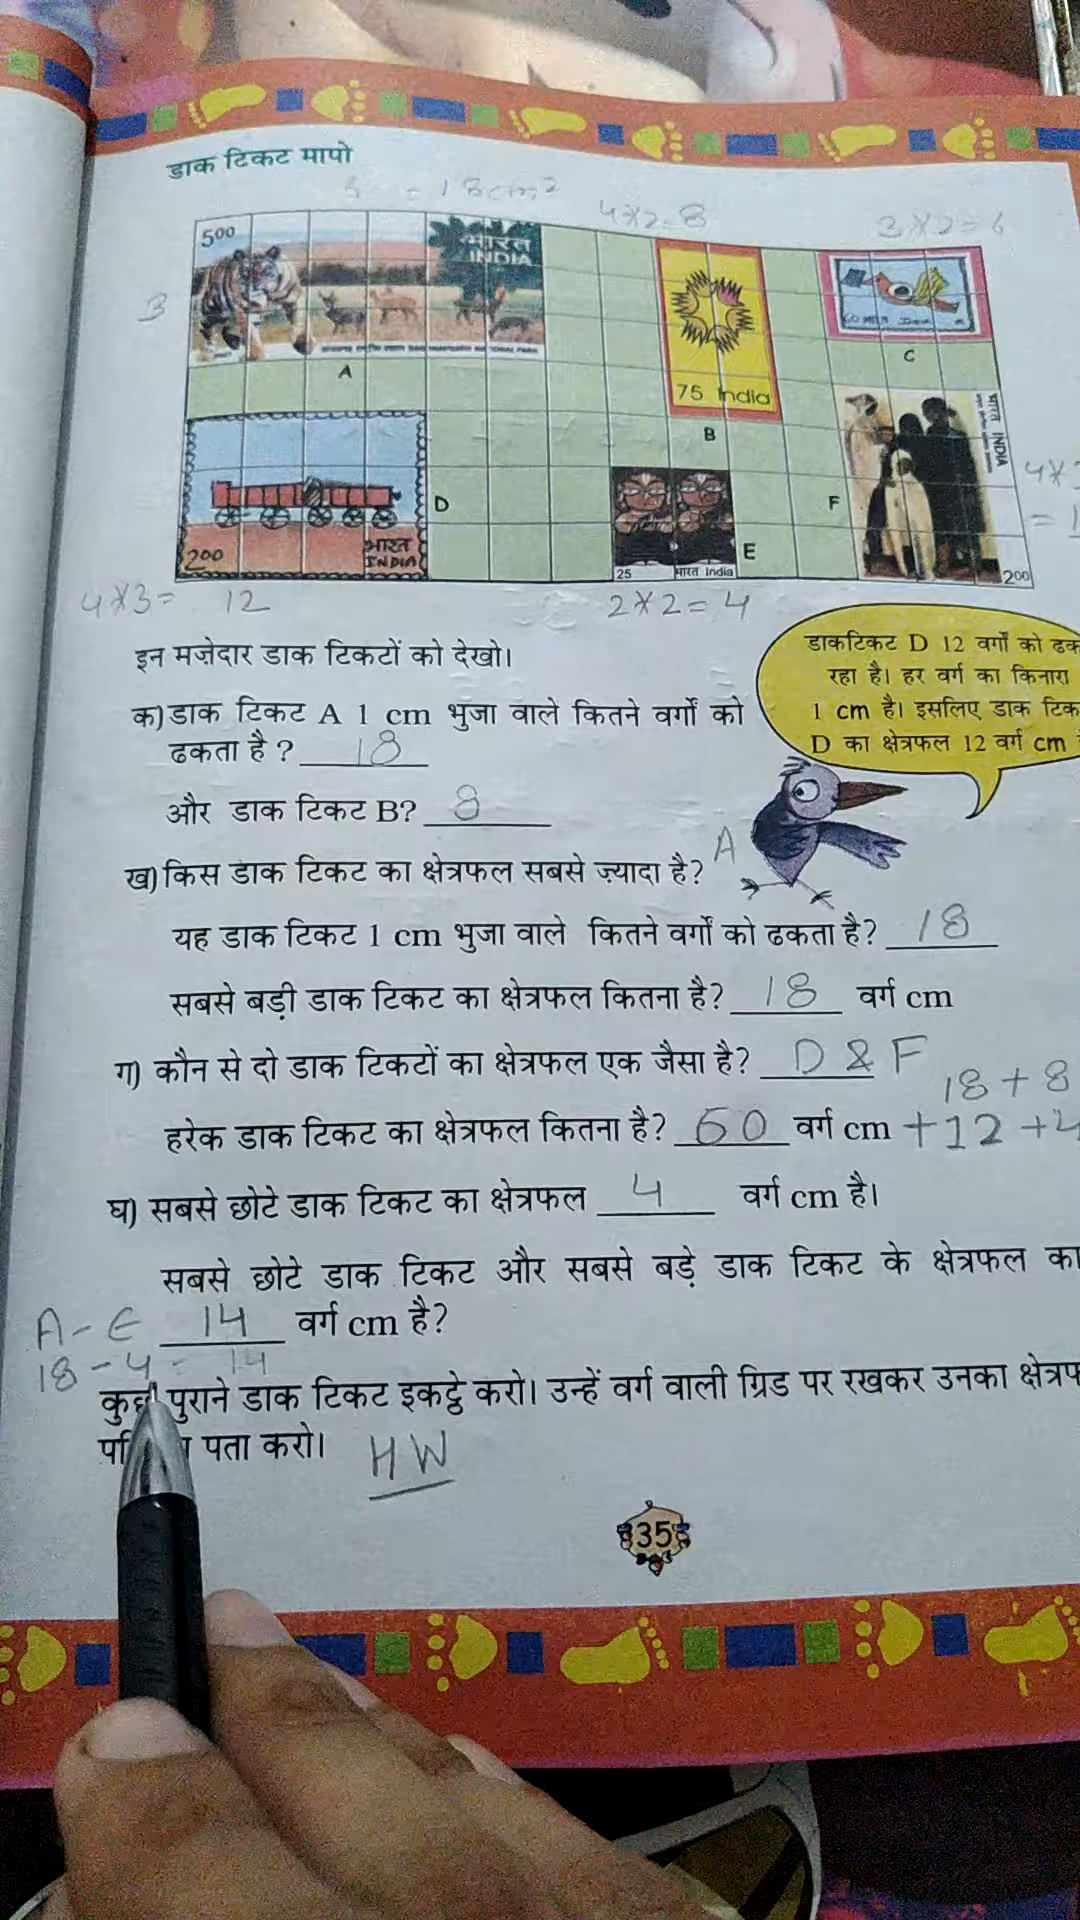 डाक टिकट मापो
= 18cm²
4×2=8
3×2=6
500
भारत
INDIA
3
A
75 India
B
C
भारत INDIA
4×
D
200
भारत
INDIA
25 भारत India
E
F
200
4×3= 12
2×2=4
इन मज़ेदार डाक टिकटों को देखो।
डाकटिकट D 12 वर्गों को ढक
रहा है। हर वर्ग का किनारा
1 cm है। इसलिए डाक टिक
D का क्षेत्रफल 12 वर्ग cm
क) डाक टिकट A 1 cm भुजा वाले कितने वर्गों को
ढकता है? 18
और डाक टिकट B? 8
ख) किस डाक टिकट का क्षेत्रफल सबसे ज़्यादा है? A
यह डाक टिकट 1 cm भुजा वाले कितने वर्गों को ढकता है? 18
सबसे बड़ी डाक टिकट का क्षेत्रफल कितना है? 18 वर्ग cm
ग) कौन से दो डाक टिकटों का क्षेत्रफल एक जैसा है? D & F
18 + 8
हरेक डाक टिकट का क्षेत्रफल कितना है? 60 वर्ग cm +12 +4
घ) सबसे छोटे डाक टिकट का क्षेत्रफल 4 वर्ग cm है।
सबसे छोटे डाक टिकट और सबसे बड़े डाक टिकट के क्षेत्रफल का
A-E 14 वर्ग cm है?
18-4=14
पुराने डाक टिकट इकट्ठे करो। उन्हें वर्ग वाली ग्रिड पर रखकर उनका
पता करो। HW
35